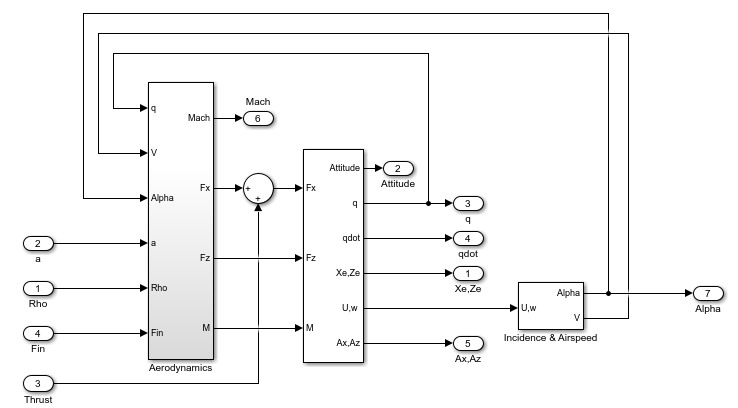 Mach
6
q
Mach
V
Alpha
Fx
+
+
Fx
Attitude
2
Attitude
q
3
q
2
a
a
Fz
Fz
qdot
4
qdot
1
Rho
Rho
Xe,Ze
1
Xe,Ze
4
Fin
Fin
M
M
U,w
U,w
Alpha
V
7
Alpha
Incidence & Airspeed
Ax,Az
5
Ax,Az
Aerodynamics
3
Thrust